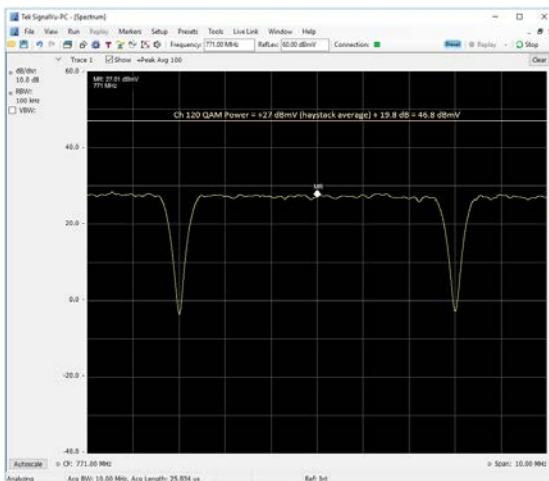 Tek SignalVu-PC - [Spectrum]
File View Run Replay Markers Setup Presets Tools Live Link Window Help
Frequency: 771.00 MHz RefLev: 60.00 dBmV Connection: Preset Replay Stop
Trace 1 Show +Peak Avg 100 Clear
dB/div:
10.0 dB
RBW:
100 kHz
VBW:
60.0
MR: 27.01 dBmV
771 MHz
Ch 120 QAM Power = +27 dBmV (haystack average) + 19.8 dB = 46.8 dBmV
40.0
MR
20.0
0.0
-20.0
-40.0
Autoscale CF: 771.00 MHz Span: 10.00 MHz
Analyzing Acq BW: 10.00 MHz, Acq Length: 25.034 us Ref: Int